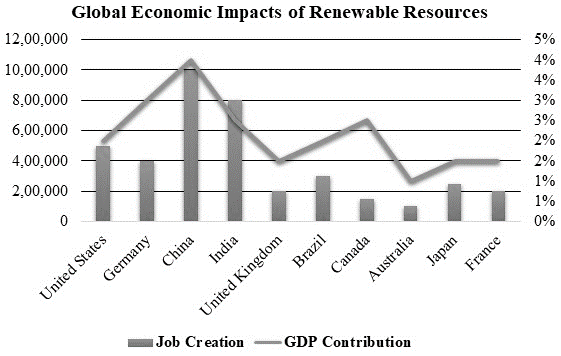 Global Economic Impacts of Renewable Resources
12,00,000
10,00,000
8,00,000
6,00,000
4,00,000
2,00,000
0
5%
4%
4%
3%
3%
2%
2%
1%
1%
0%
United States
Germany
China
India
United Kingdom
Brazil
Canada
Australia
Japan
France
Job Creation GDP Contribution